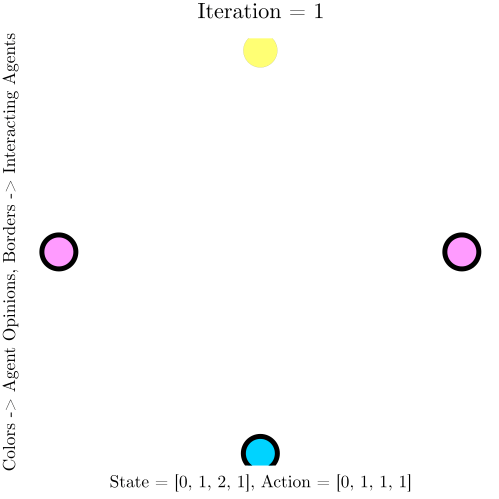 Iteration = 1
Colors -> Agent Opinions, Borders -> Interacting Agents
State = [0, 1, 2, 1], Action = [0, 1, 1, 1]